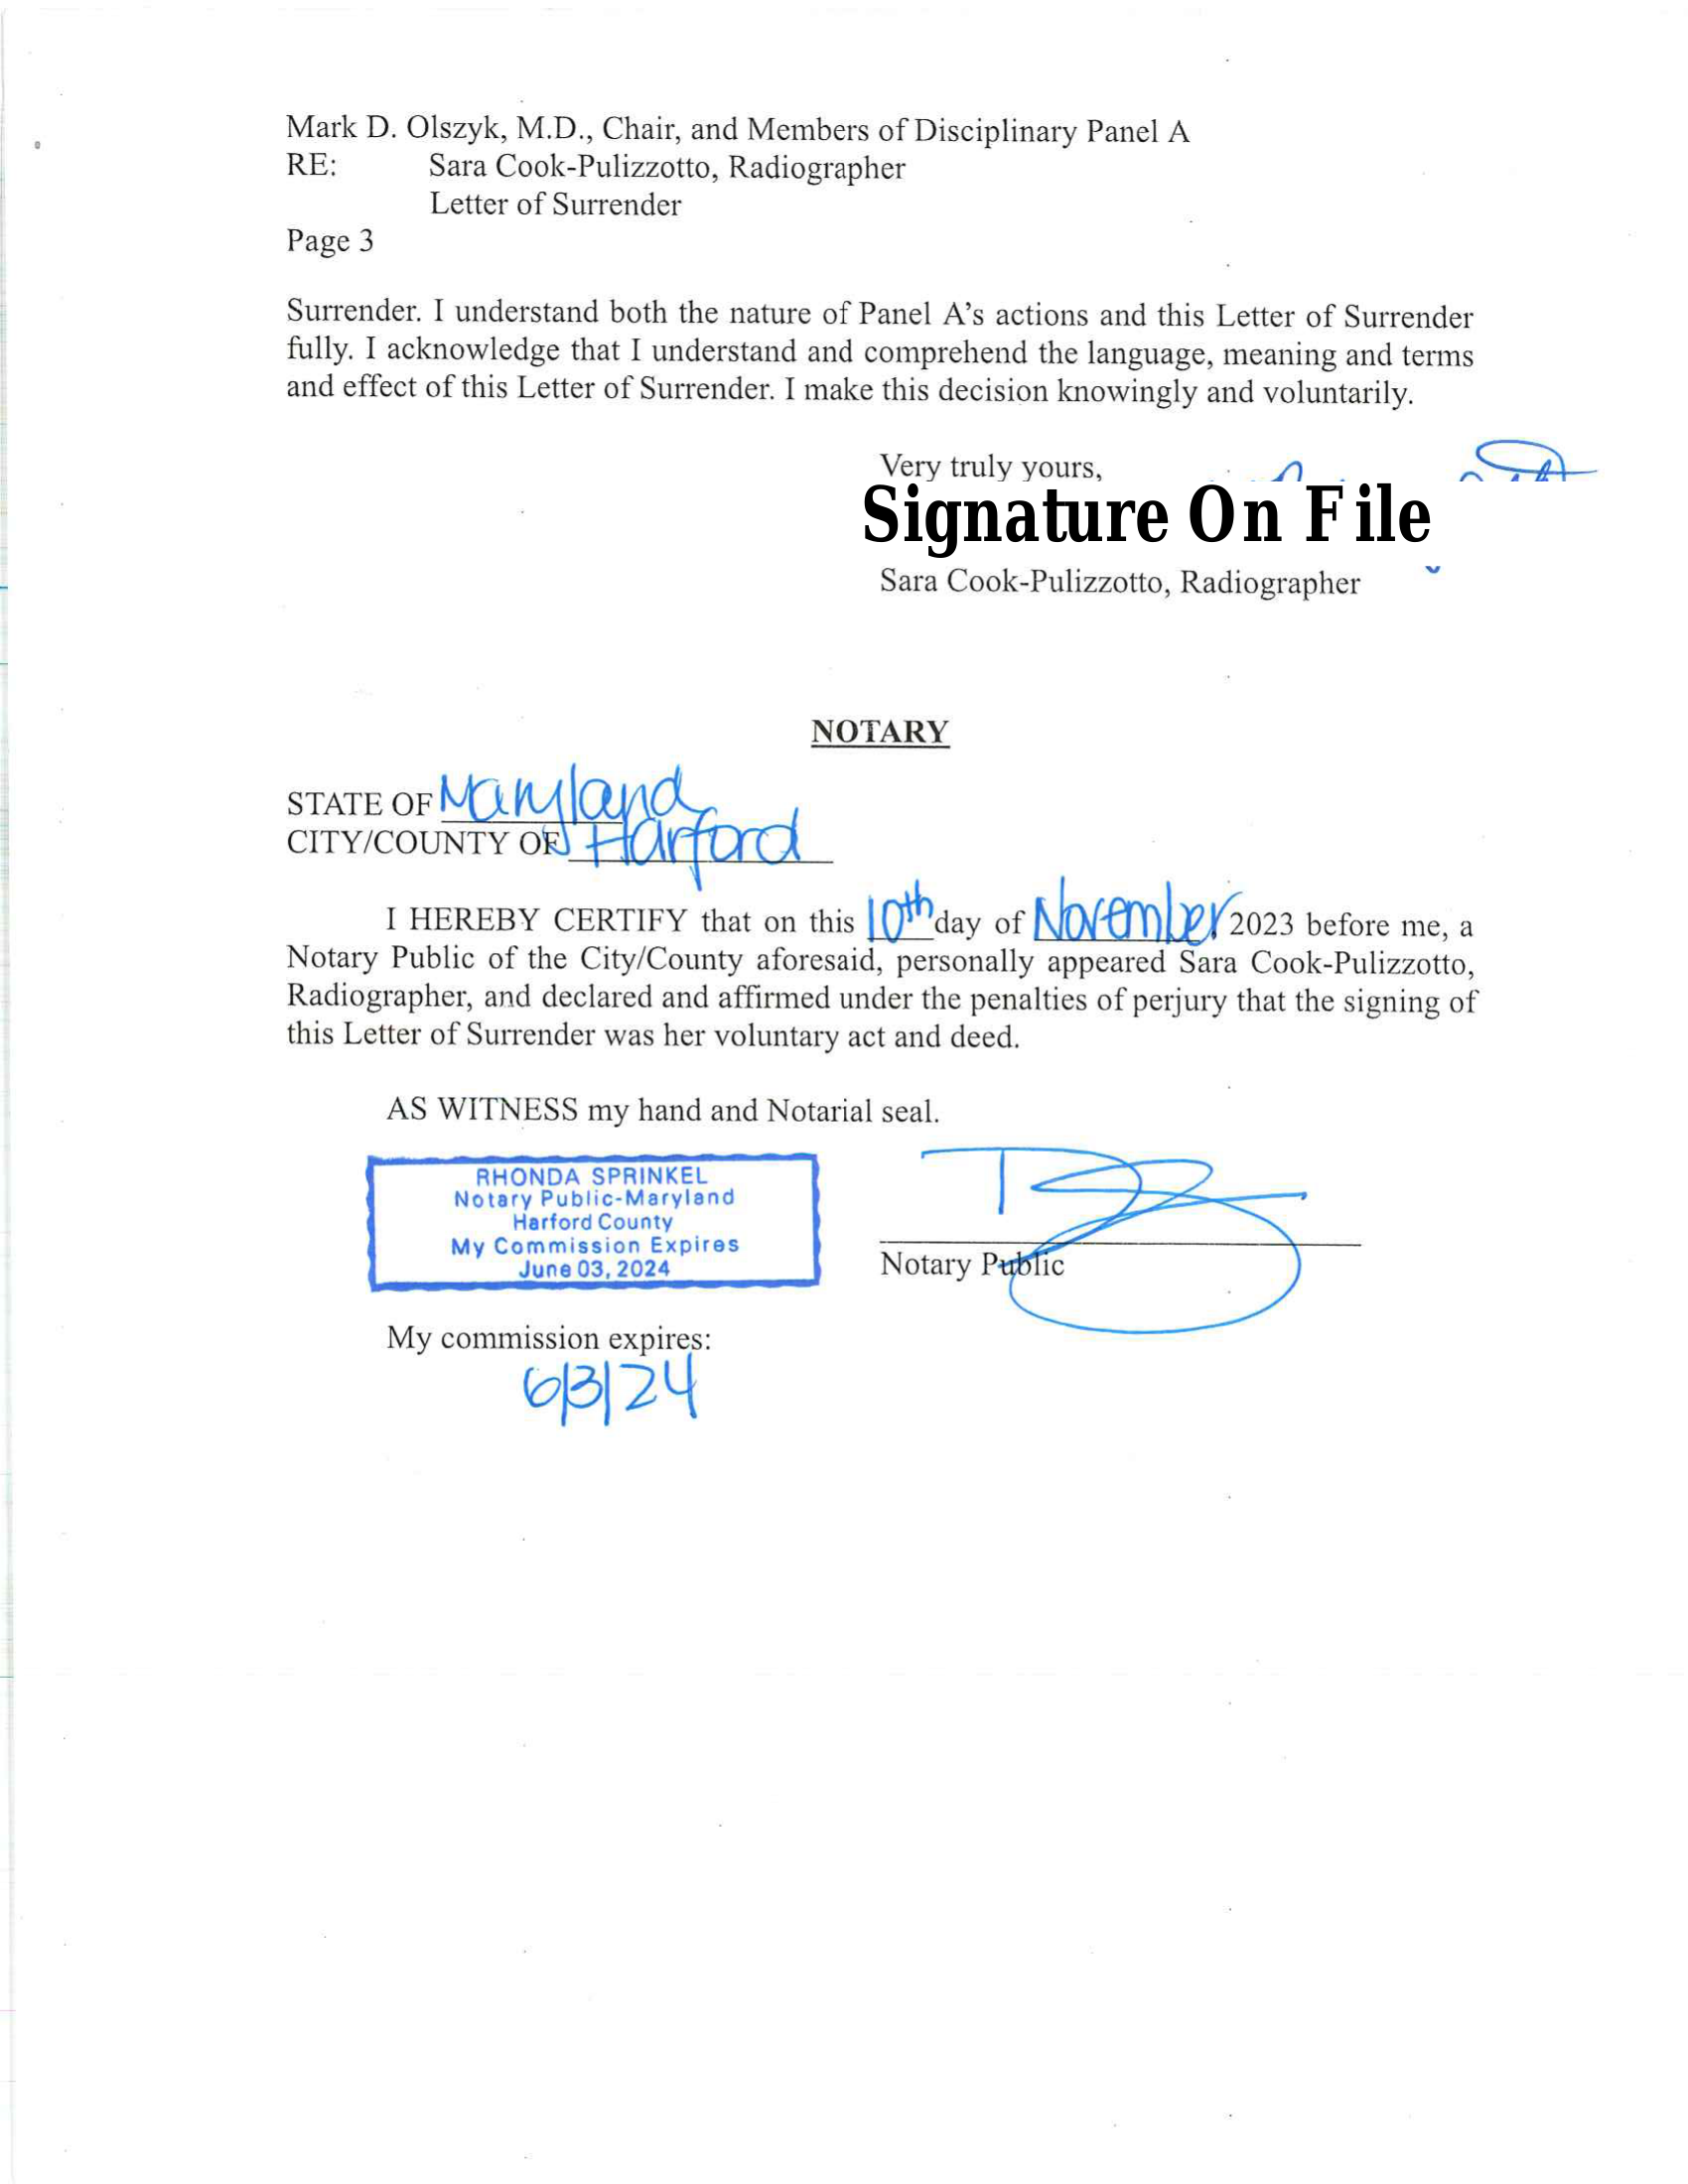 Mark D. Olszyk, M.D., Chair, and Members of Disciplinary Panel A
RE: Sara Cook-Pulizzotto, Radiographer
Letter of Surrender
Page 3
Surrender. I understand both the nature of Panel A's actions and this Letter of Surrender
fully. I acknowledge that I understand and comprehend the language, meaning and terms
and effect of this Letter of Surrender. I make this decision knowingly and voluntarily.
Very truly yours,
Signature On File
Sara Cook-Pulizzotto, Radiographer
NOTARY
STATE OF Maryland
CITY/COUNTY OF Harford
I HEREBY CERTIFY that on this 10th day of November, 2023 before me, a
Notary Public of the City/County aforesaid, personally appeared Sara Cook-Pulizzotto,
Radiographer, and declared and affirmed under the penalties of perjury that the signing of
this Letter of Surrender was her voluntary act and deed.
AS WITNESS my hand and Notarial seal.
RHONDA SPRINKEL
Notary Public-Maryland
Harford County
My Commission Expires
June 03, 2024
Notary Public
My commission expires:
6/3/24